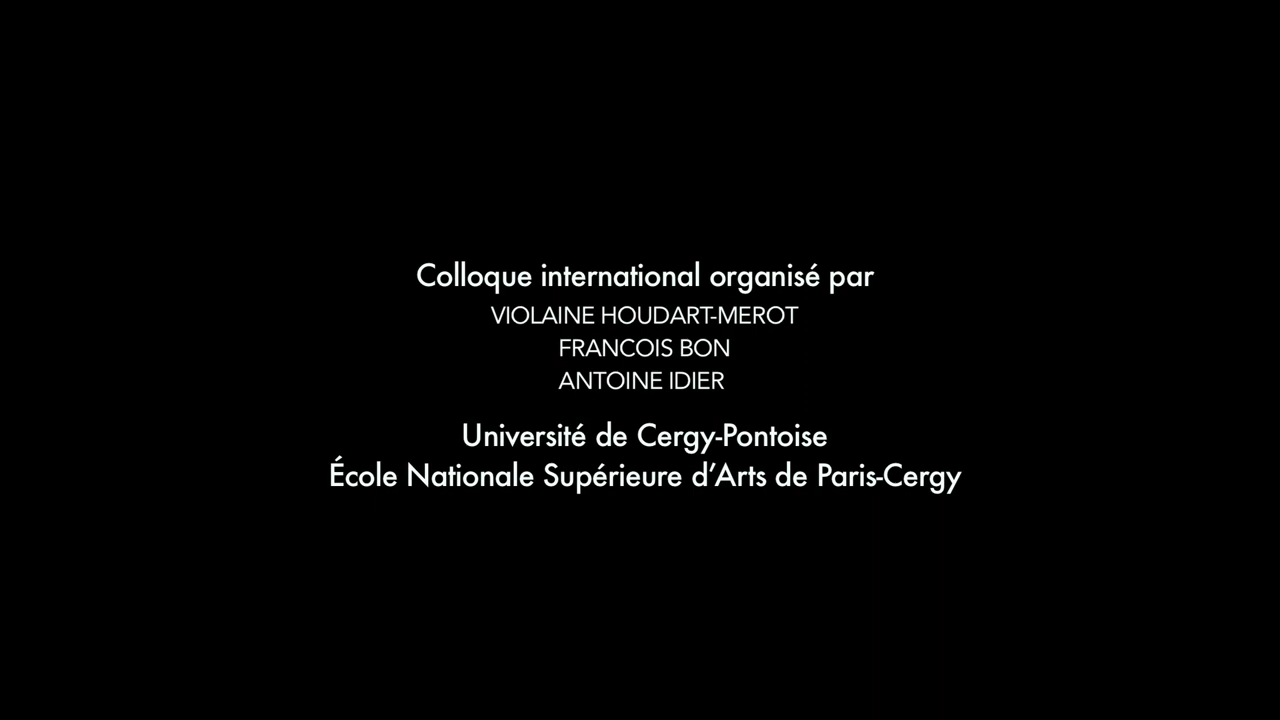 Colloque international organisé par
VIOLAINE HOUDART-MEROT
FRANCOIS BON
ANTOINE IDIER
Université de Cergy-Pontoise
École Nationale Supérieure d’Arts de Paris-Cergy